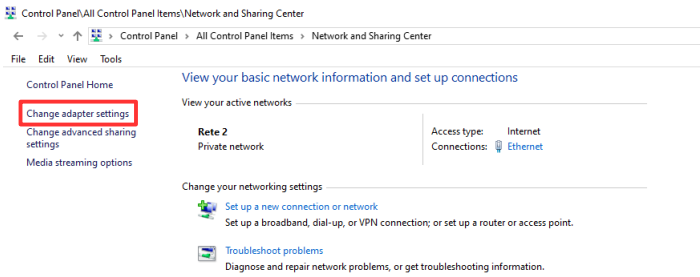 Control Panel\All Control Panel Items\Network and Sharing Center
Control Panel > All Control Panel Items > Network and Sharing Center
File Edit View Tools
Control Panel Home
Change adapter settings
Change advanced sharing
settings
Media streaming options
View your basic network information and set up connections
View your active networks
Rete 2
Private network
Access type: Internet
Connections: Ethernet
Change your networking settings
Set up a new connection or network
Set up a broadband, dial-up, or VPN connection; or set up a router or access point.
Troubleshoot problems
Diagnose and repair network problems, or get troubleshooting information.